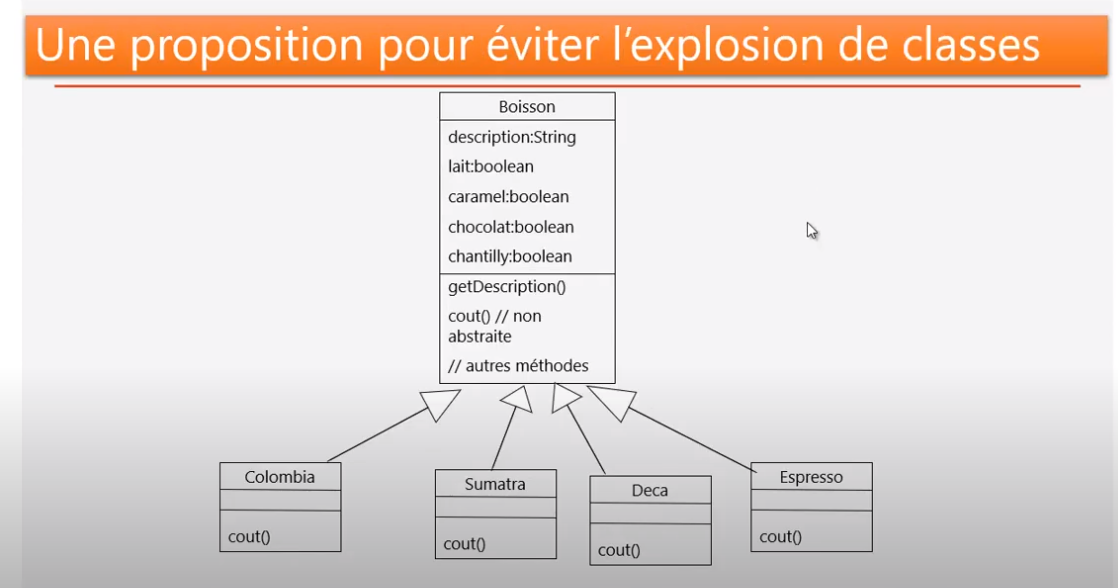 Une proposition pour éviter l'explosion de classes
Boisson
description:String
lait:boolean
caramel:boolean
chocolat:boolean
chantilly:boolean
getDescription()
cout() // non
abstraite
// autres méthodes
Colombia
cout()
Sumatra
cout()
Deca
cout()
Espresso
cout()